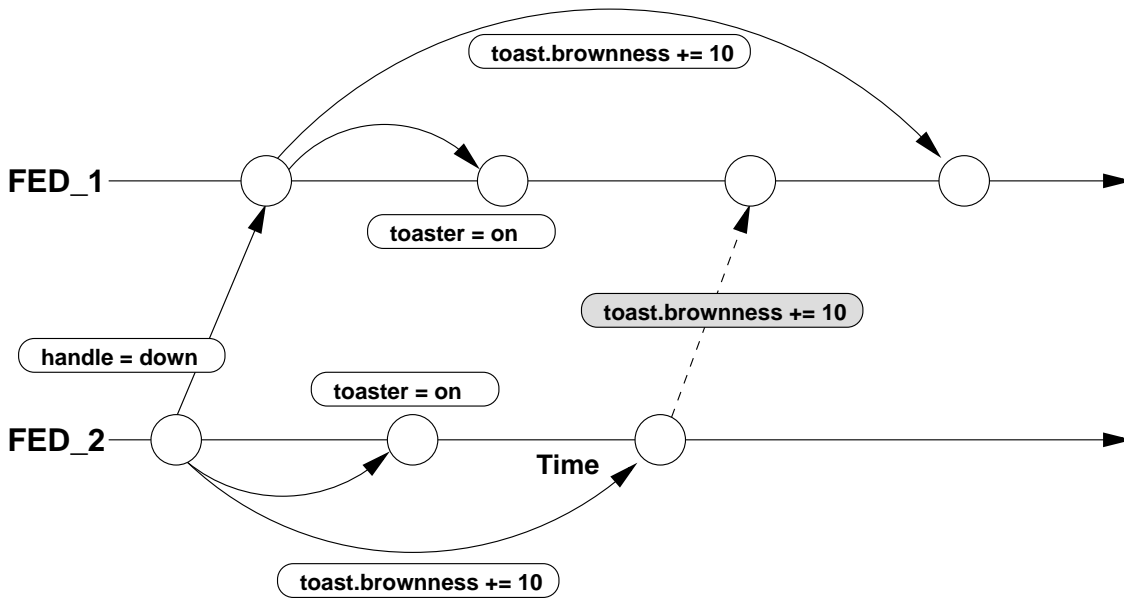 toast.brownness += 10
FED_1
toaster = on
toast.brownness += 10
handle = down
toaster = on
FED_2
Time
toast.brownness += 10